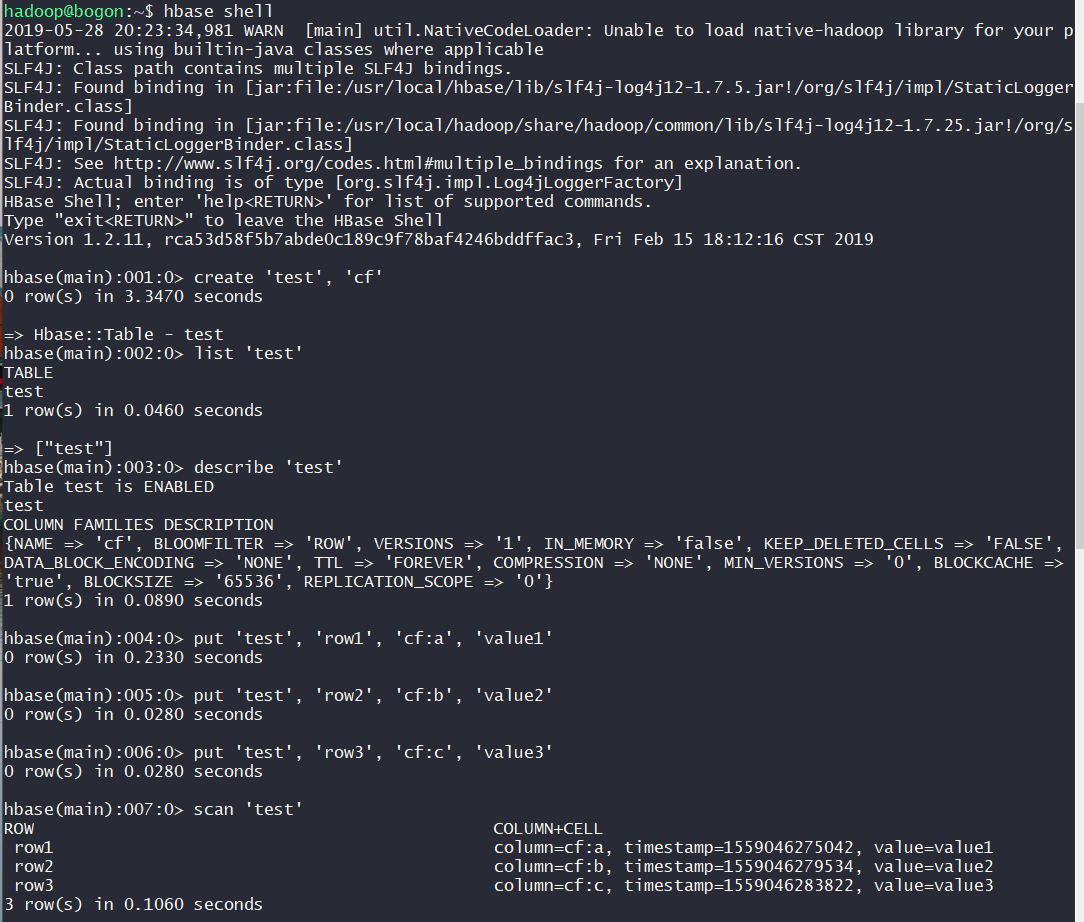 hadoop@bogon:~$ hbase shell
2019-05-28 20:23:34,981 WARN  [main] util.NativeCodeLoader: Unable to load native-hadoop library for your p
latform... using builtin-java classes where applicable
SLF4J: Class path contains multiple SLF4J bindings.
SLF4J: Found binding in [jar:file:/usr/local/hbase/lib/slf4j-log4j12-1.7.5.jar!/org/slf4j/impl/StaticLogger
Binder.class]
SLF4J: Found binding in [jar:file:/usr/local/hadoop/share/hadoop/common/lib/slf4j-log4j12-1.7.25.jar!/org/s
lf4j/impl/StaticLoggerBinder.class]
SLF4J: See http://www.slf4j.org/codes.html#multiple_bindings for an explanation.
SLF4J: Actual binding is of type [org.slf4j.impl.Log4jLoggerFactory]
HBase Shell; enter 'help<RETURN>' for list of supported commands.
Type "exit<RETURN>" to leave the HBase Shell
Version 1.2.11, rca53d58f5b7abde0c189c9f78baf4246bddffac3, Fri Feb 15 18:12:16 CST 2019

hbase(main):001:0> create 'test', 'cf'
0 row(s) in 3.3470 seconds

=> Hbase::Table - test
hbase(main):002:0> list 'test'
TABLE
test
1 row(s) in 0.0460 seconds

=> ["test"]
hbase(main):003:0> describe 'test'
Table test is ENABLED
test
COLUMN FAMILIES DESCRIPTION
{NAME => 'cf', BLOOMFILTER => 'ROW', VERSIONS => '1', IN_MEMORY => 'false', KEEP_DELETED_CELLS => 'FALSE',
DATA_BLOCK_ENCODING => 'NONE', TTL => 'FOREVER', COMPRESSION => 'NONE', MIN_VERSIONS => '0', BLOCKCACHE =>
'true', BLOCKSIZE => '65536', REPLICATION_SCOPE => '0'}
1 row(s) in 0.0890 seconds

hbase(main):004:0> put 'test', 'row1', 'cf:a', 'value1'
0 row(s) in 0.2330 seconds

hbase(main):005:0> put 'test', 'row2', 'cf:b', 'value2'
0 row(s) in 0.0280 seconds

hbase(main):006:0> put 'test', 'row3', 'cf:c', 'value3'
0 row(s) in 0.0280 seconds

hbase(main):007:0> scan 'test'
ROW                                              COLUMN+CELL
 row1                                            column=cf:a, timestamp=1559046275042, value=value1
 row2                                            column=cf:b, timestamp=1559046279534, value=value2
 row3                                            column=cf:c, timestamp=1559046283822, value=value3
3 row(s) in 0.1060 seconds